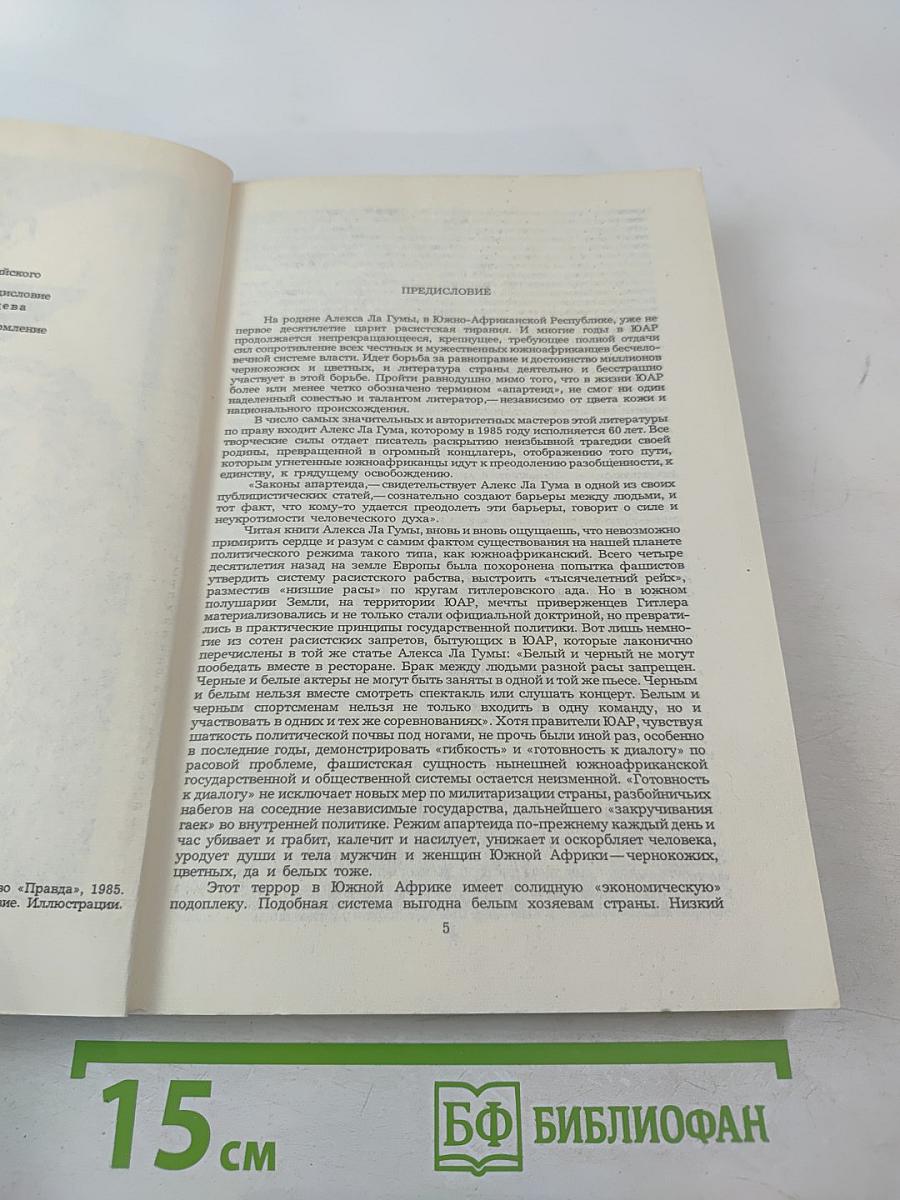 йского
дисловие
цева
рмление
во «Правда», 1985.
вие. Иллюстрации.
ПРЕДИСЛОВИЕ
На родине Алекса Ла Гумы, в Южно-Африканской Республике, уже не
первое десятилетие царит расистская тирания. И многие годы в ЮАР
продолжается непрекращающееся, крепнущее, требующее полной отдачи
сил сопротивление всех честных и мужественных южноафриканцев бесчело-
вечной системе власти. Идет борьба за равноправие и достоинство миллионов
чернокожих и цветных, и литература страны деятельно и бесстрашно
участвует в этой борьбе. Пройти равнодушно мимо того, что в жизни ЮАР
более или менее четко обозначено термином «апартеид», не смог ни один
наделенный совестью и талантом литератор,—независимо от цвета кожи и
национального происхождения.
В число самых значительных и авторитетных мастеров этой литературы
по праву входит Алекс Ла Гума, которому в 1985 году исполняется 60 лет. Все
творческие силы отдает писатель раскрытию неизбывной трагедии своей
родины, превращенной в огромный концлагерь, отображению того пути,
которым угнетенные южноафриканцы идут к преодолению разобщенности, к
единству, к грядущему освобождению.
«Законы апартеида,—свидетельствует Алекс Ла Гума в одной из своих
публицистических статей,—сознательно создают барьеры между людьми, и
тот факт, что кому-то удается преодолеть эти барьеры, говорит о силе и
неукротимости человеческого духа».
Читая книги Алекса Ла Гумы, вновь и вновь ощущаешь, что невозможно
примирить сердце и разум с самим фактом существования на нашей планете
политического режима такого типа, как южноафриканский. Всего четыре
десятилетия назад на земле Европы была похоронена попытка фашистов
утвердить систему расистского рабства, выстроить «тысячелетний рейх»,
разместив «низшие расы» по кругам гитлеровского ада. Но в южном
полушарии Земли, на территории ЮАР, мечты приверженцев Гитлера
материализовались и не только стали официальной доктриной, но преврати-
лись в практические принципы государственной политики. Вот лишь немно-
гие из сотен расистских запретов, бытующих в ЮАР, которые лаконично
перечислены в той же статье Алекса Ла Гумы: «Белый и черный не могут
пообедать вместе в ресторане. Брак между людьми разной расы запрещен.
Черные и белые актеры не могут быть заняты в одной и той же пьесе. Черным
и белым нельзя вместе смотреть спектакль или слушать концерт. Белым и
черным спортсменам нельзя не только входить в одну команду, но и
участвовать в одних и тех же соревнованиях». Хотя правители ЮАР, чувствуя
шаткость политической почвы под ногами, не прочь были иной раз, особенно
в последние годы, демонстрировать «гибкость» и «готовность к диалогу» по
расовой проблеме, фашистская сущность нынешней южноафриканской
государственной и общественной системы остается неизменной. «Готовность
к диалогу» не исключает новых мер по милитаризации страны, разбойничьих
набегов на соседние независимые государства, дальнейшего «закручивания
гаек» во внутренней политике. Режим апартеида по-прежнему каждый день и
час убивает и грабит, калечит и насилует, унижает и оскорбляет человека,
уродует души и тела мужчин и женщин Южной Африки—чернокожих,
цветных, да и белых тоже.
Этот террор в Южной Африке имеет солидную «экономическую»
подоплеку. Подобная система выгодна белым хозяевам страны. Низкий
5
15 см
БФ БИБЛИОФАН